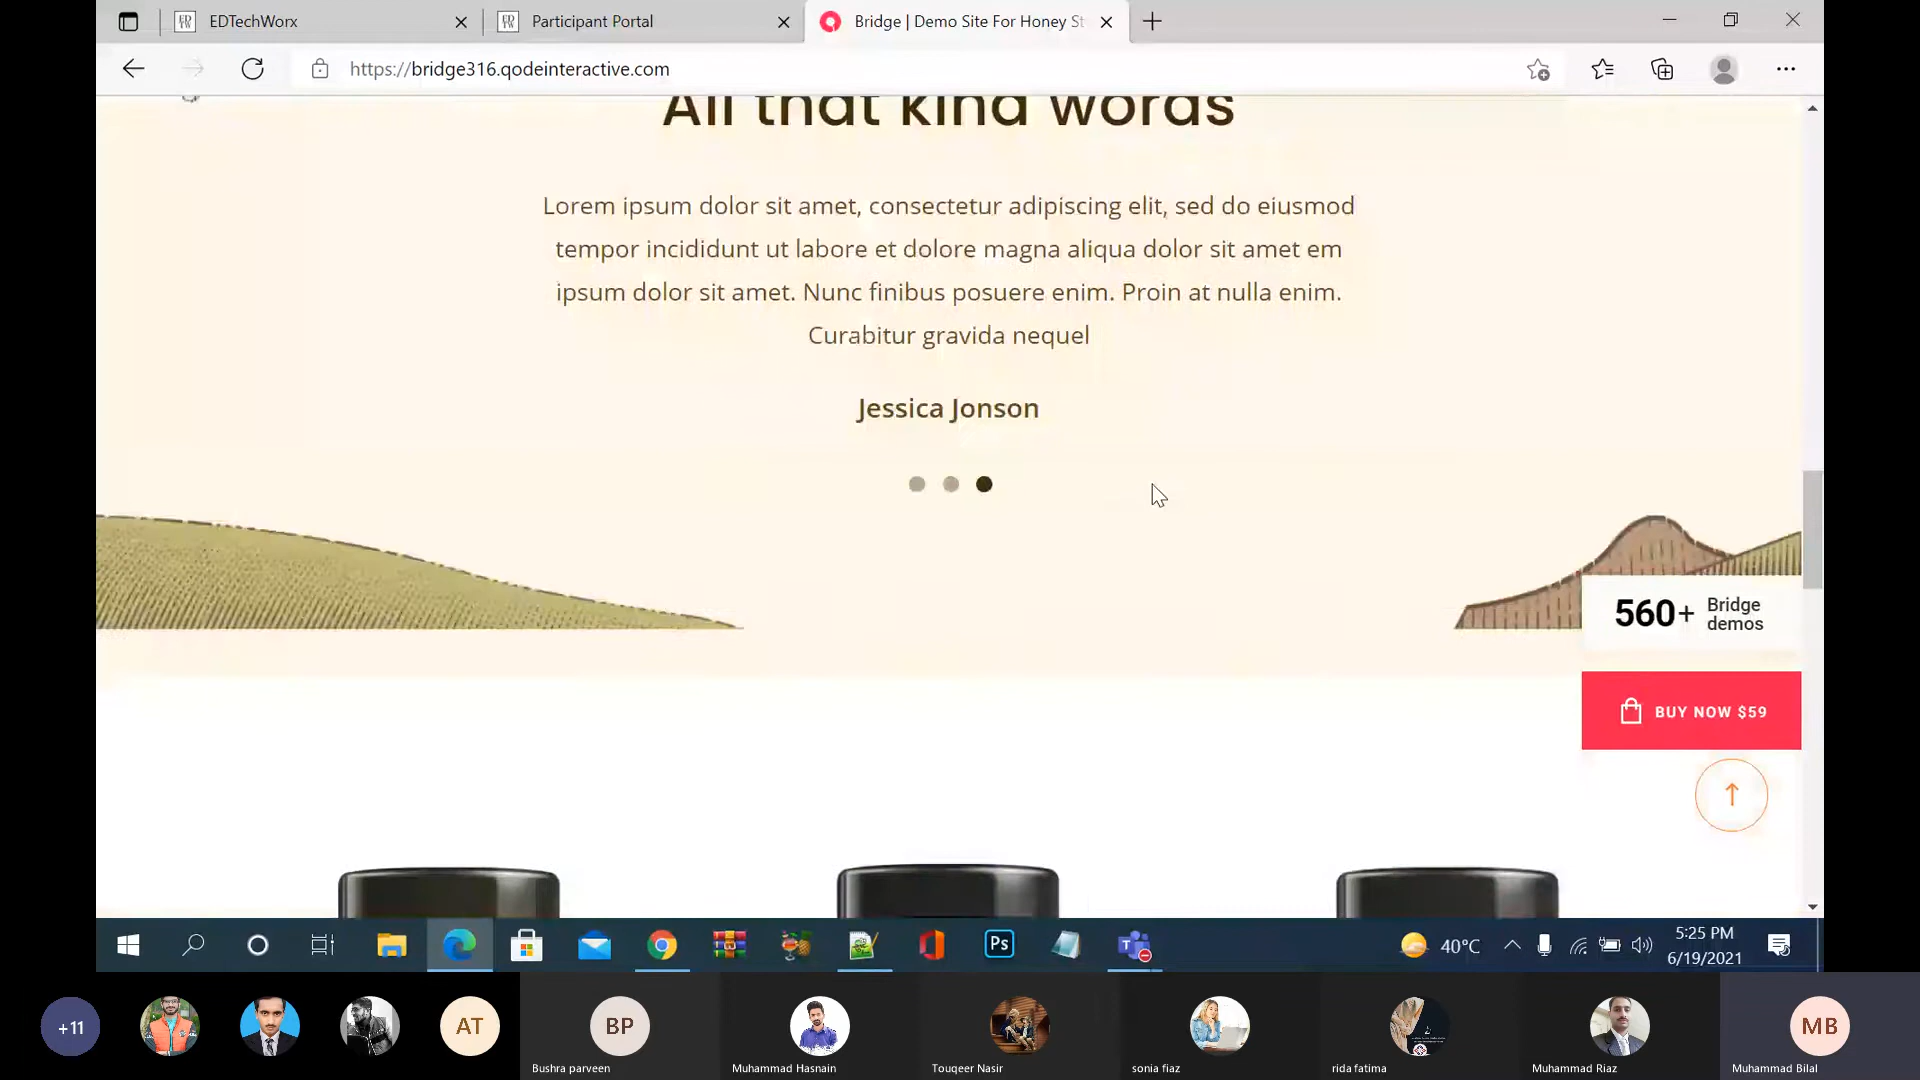 EDTechWorx
Participant Portal
Bridge | Demo Site For Honey St
https://bridge316.qodeinteractive.com
All that kind words
Lorem ipsum dolor sit amet, consectetur adipiscing elit, sed do eiusmod
tempor incididunt ut labore et dolore magna aliqua dolor sit amet em
ipsum dolor sit amet. Nunc finibus posuere enim. Proin at nulla enim.
Curabitur gravida nequel
Jessica Jonson
560+ Bridge
demos
BUY NOW $59
Ps
40°C
5:25 PM
6/19/2021
+11
AT
BP
MB
Bushra parveen
Muhammad Hasnain
Touqeer Nasir
sonia fiaz
rida fatima
Muhammad Riaz
Muhammad Bilal